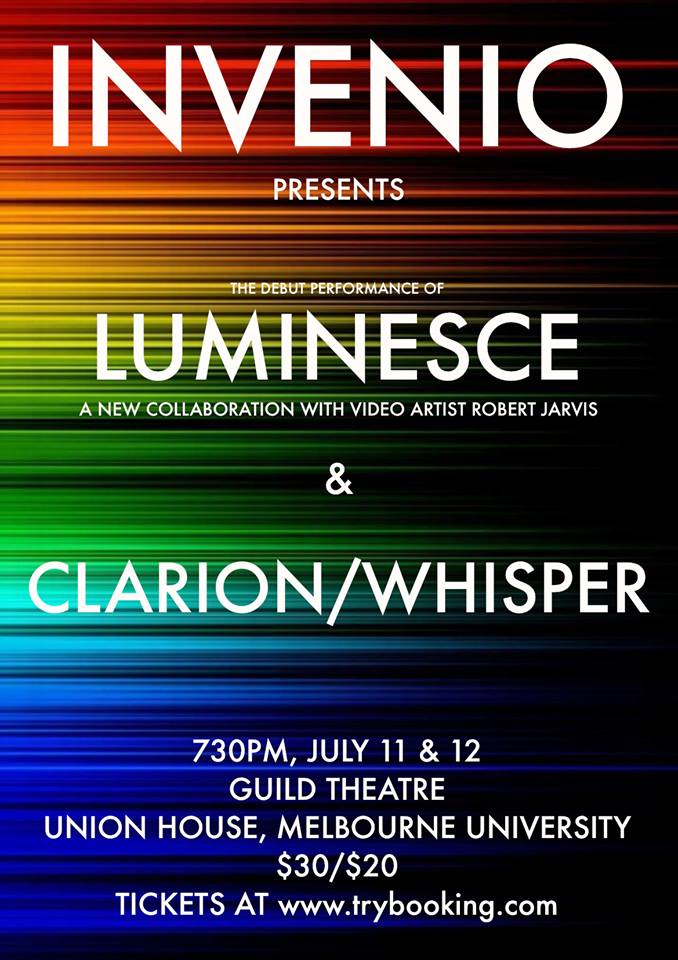 INVENIO
PRESENTS
THE DEBUT PERFORMANCE OF
LUMINESCE
A NEW COLLABORATION WITH VIDEO ARTIST ROBERT JARVIS
&
CLARION/WHISPER
730PM, JULY 11 & 12
GUILD THEATRE
UNION HOUSE, MELBOURNE UNIVERSITY
$30/$20
TICKETS AT www.trybooking.com